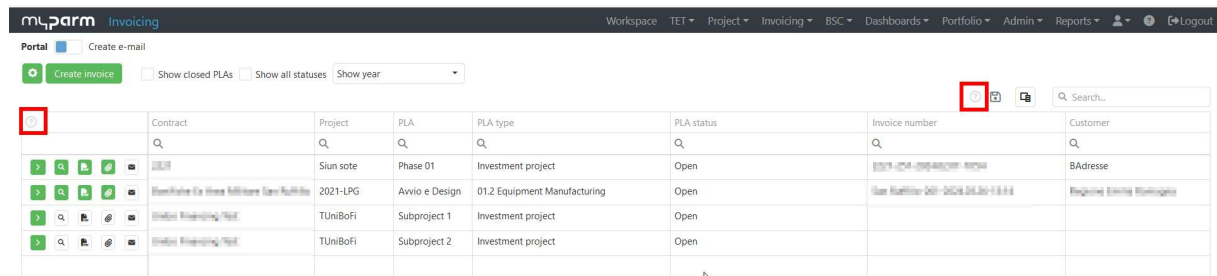 myparm Invoicing Workspace TET Project Invoicing BSC Dashboards Portfolio Admin Reports Logout
Portal Create e-mail
Create invoice Show closed PLAs Show all statuses Show year
Search...
Contract Project PLA PLA type PLA status Invoice number Customer
Siun sote Phase 01 Investment project Open BAdresse
2021-LPG Avvio e Design 01.2 Equipment Manufacturing Open
TUniBoFi Subproject 1 Investment project Open
TUniBoFi Subproject 2 Investment project Open